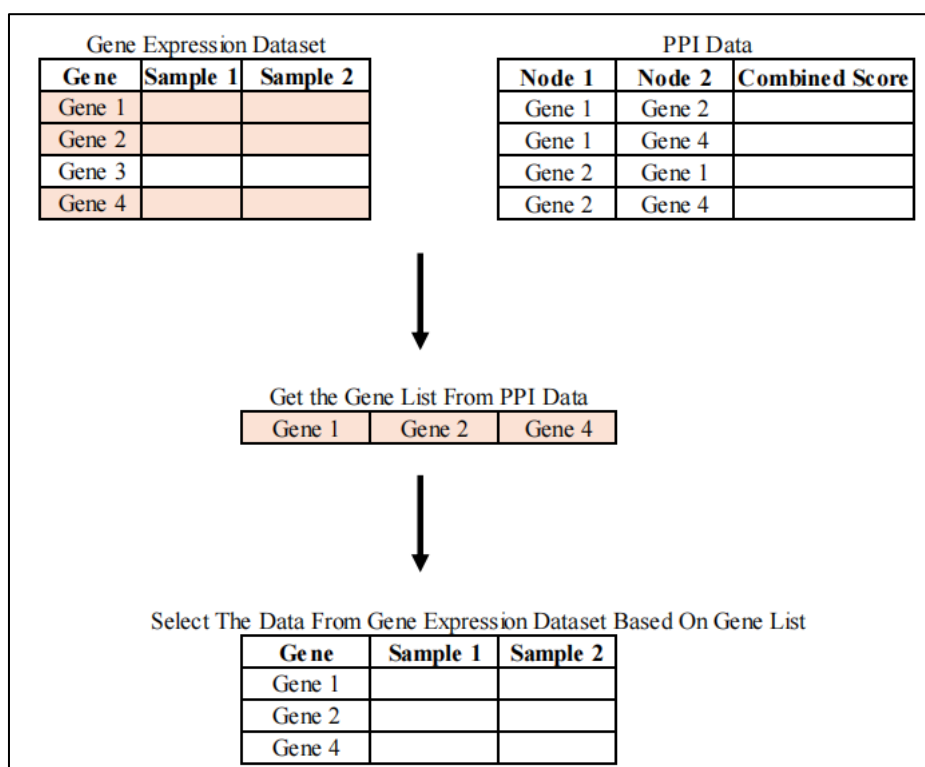 Gene Expression Dataset
Gene Sample 1 Sample 2
Gene 1
Gene 2
Gene 3
Gene 4
PPI Data
Node 1 Node 2 Combined Score
Gene 1 Gene 2
Gene 1 Gene 4
Gene 2 Gene 1
Gene 2 Gene 4
Get the Gene List From PPI Data
Gene 1 Gene 2 Gene 4
Select The Data From Gene Expression Dataset Based On Gene List
Gene Sample 1 Sample 2
Gene 1
Gene 2
Gene 4